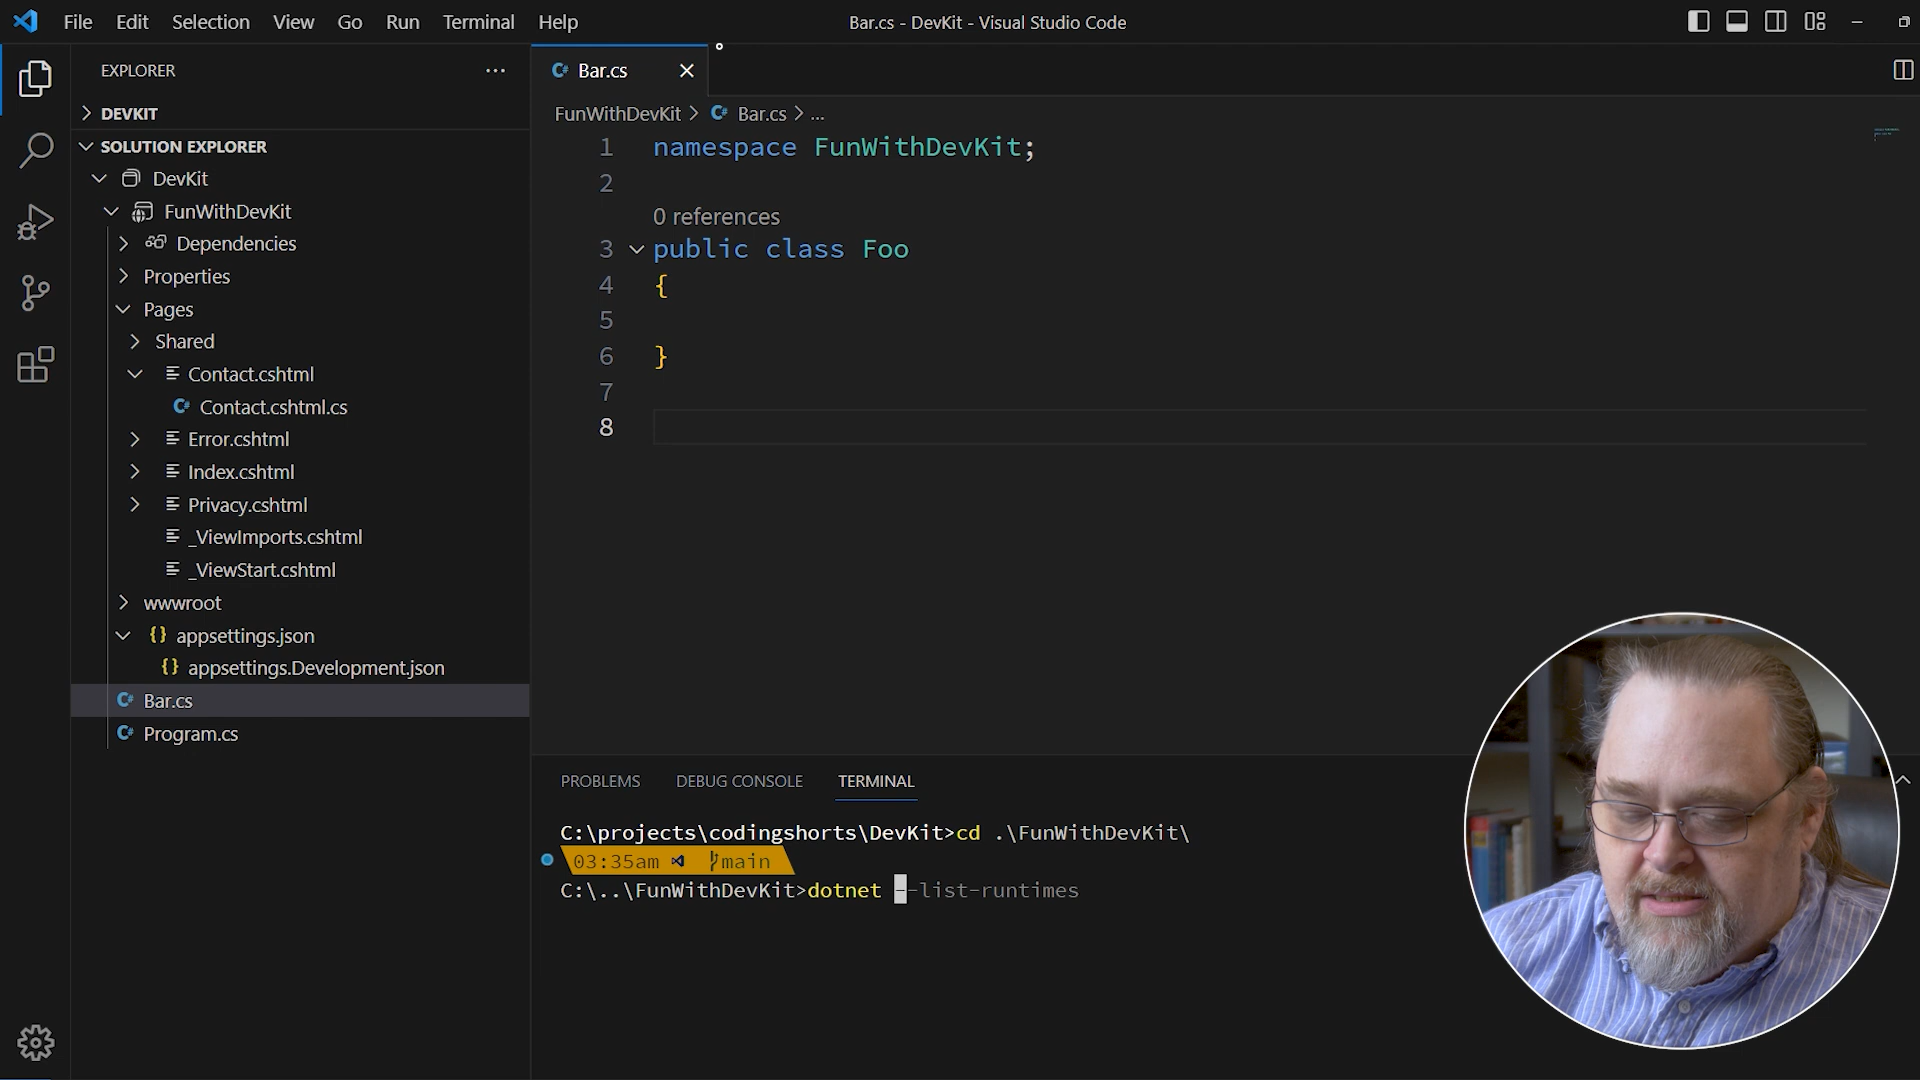 File Edit Selection View Go Run Terminal Help
Bar.cs - DevKit - Visual Studio Code
EXPLORER
DEVKIT
SOLUTION EXPLORER
DevKit
FunWithDevKit
Dependencies
Properties
Pages
Shared
Contact.cshtml
Contact.cshtml.cs
Error.cshtml
Index.cshtml
Privacy.cshtml
_ViewImports.cshtml
_ViewStart.cshtml
wwwroot
{} appsettings.json
{} appsettings.Development.json
C# Bar.cs
C# Program.cs
C# Bar.cs
FunWithDevKit > C# Bar.cs > ...
1 namespace FunWithDevKit;
2
0 references
3 public class Foo
4 {
5
6 }
7
8
PROBLEMS DEBUG CONSOLE TERMINAL
C:\projects\codingshorts\DevKit>cd .\FunWithDevKit\
03:35am main
C:\..\FunWithDevKit>dotnet --list-runtimes